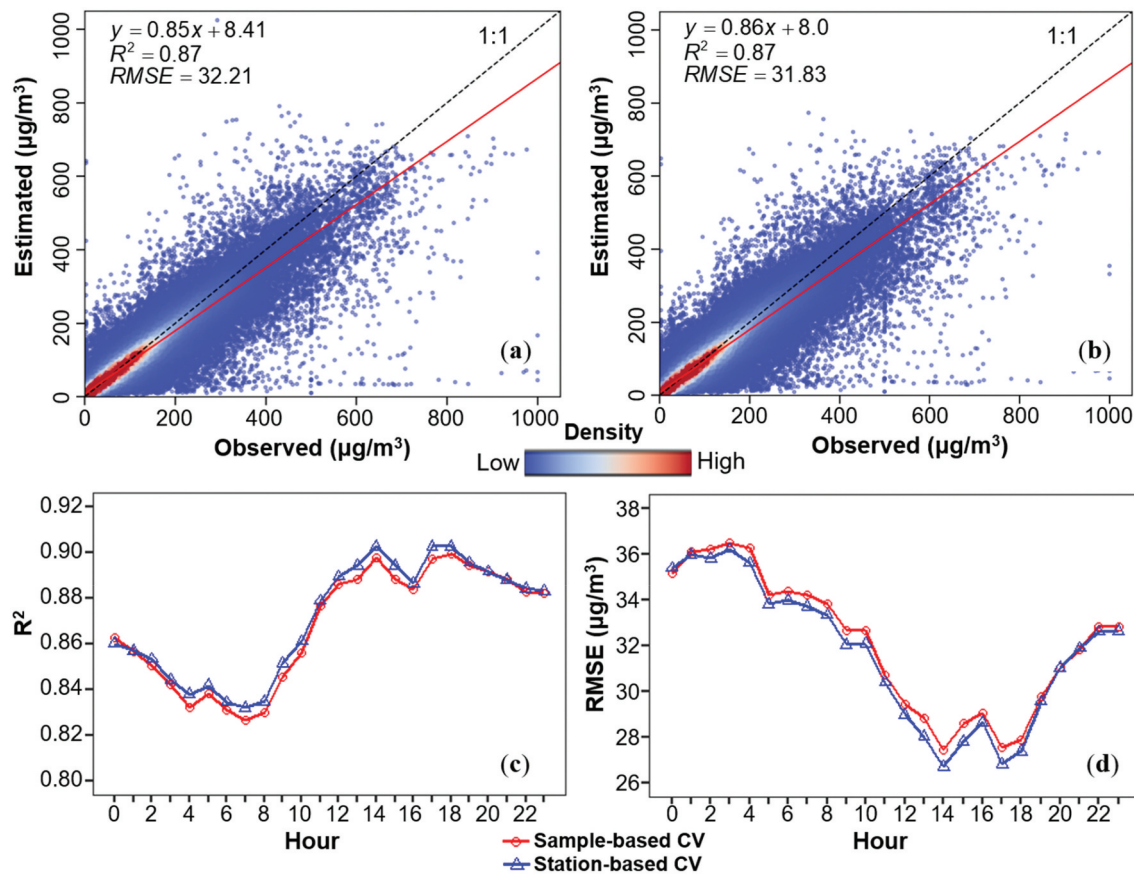 y = 0.85x + 8.41
R² = 0.87
RMSE = 32.21
1:1
1000
800
600
400
200
0
Estimated (µg/m³)
(a)
0 200 400 600 800 1000
Observed (µg/m³)
y = 0.86x + 8.0
R² = 0.87
RMSE = 31.83
1:1
1000
800
600
400
200
0
Estimated (µg/m³)
(b)
0 200 400 600 800 1000
Observed (µg/m³)
Density
Low High
0.92
0.90
0.88
0.86
0.84
0.82
0.80
R²
(c)
0 2 4 6 8 10 12 14 16 18 20 22
Hour
38
36
34
32
30
28
26
RMSE (µg/m³)
(d)
0 2 4 6 8 10 12 14 16 18 20 22
Hour
Sample-based CV
Station-based CV